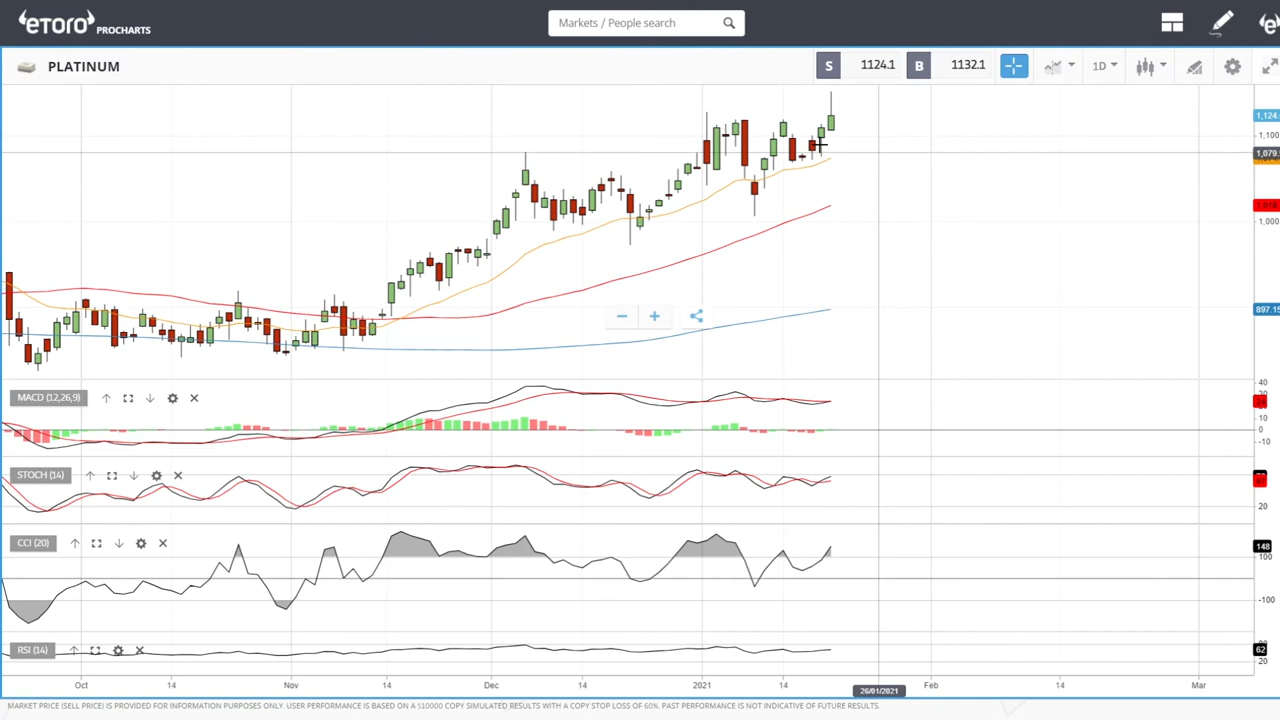 eToro PROCHARTS
Markets / People search
PLATINUM
S 1124.1 B 1132.1
1D
1,124.
1,100
1,079.
1,000
897.15
MACD (12,26,9)
40
30
10
0
-10
STOCH (14)
20
CCI (20)
148
100
-100
RSI (14)
62
20
Oct 14 Nov 14 Dec 14 2021 14 26/01/2021 Feb 14 Mar
MARKET PRICE (SELL PRICE) IS PROVIDED FOR INFORMATION PURPOSES ONLY. USER PERFORMANCE IS BASED ON A $10000 COPY SIMULATED RESULTS WITH A COPY STOP LOSS OF 60%. PAST PERFORMANCE IS NOT INDICATIVE OF FUTURE RESULTS.